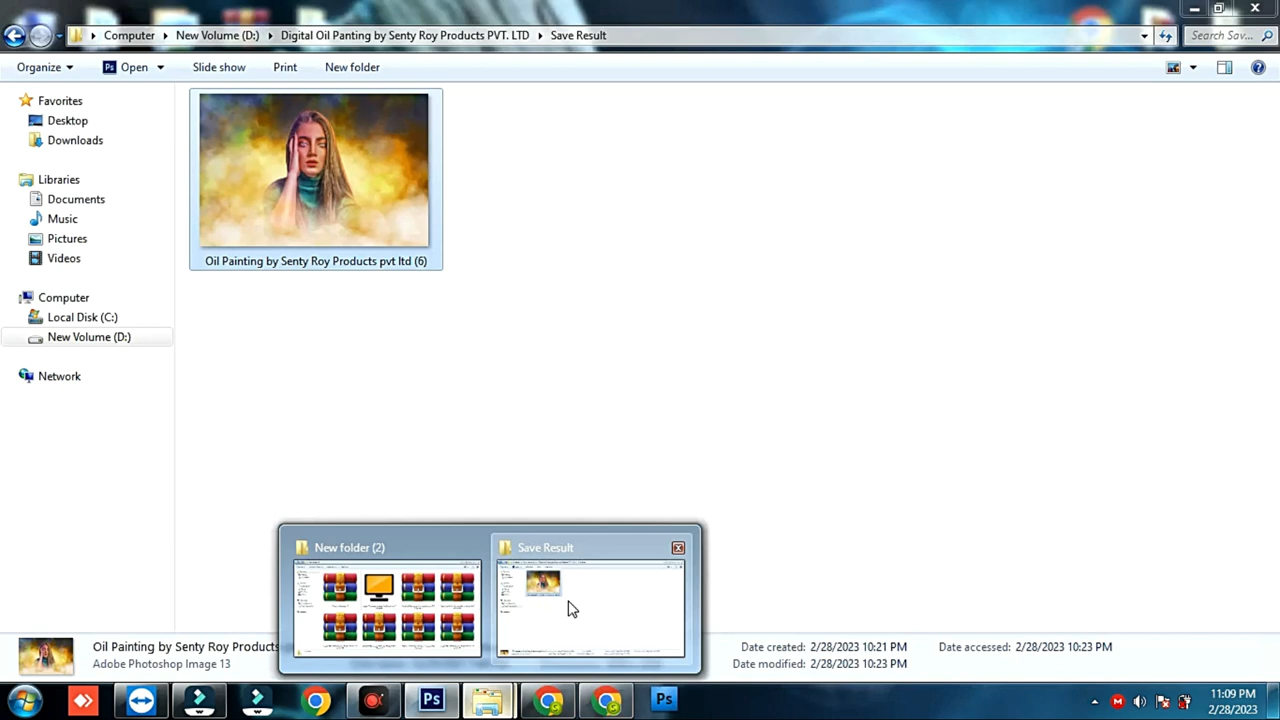 Computer New Volume (D:) Digital Oil Panting by Senty Roy Products PVT. LTD Save Result
Search Sav...
Organize Ps Open Slide show Print New folder
Favorites
Desktop
Downloads
Libraries
Documents
Music
Pictures
Videos
Computer
Local Disk (C:)
New Volume (D:)
Network
Oil Painting by Senty Roy Products pvt ltd (6)
New folder (2)
Save Result
Oil Painting by Senty Roy Products
Adobe Photoshop Image 13
Date created: 2/28/2023 10:21 PM
Date modified: 2/28/2023 10:23 PM
Date accessed: 2/28/2023 10:23 PM
Ps
Ps
11:09 PM
2/28/2023